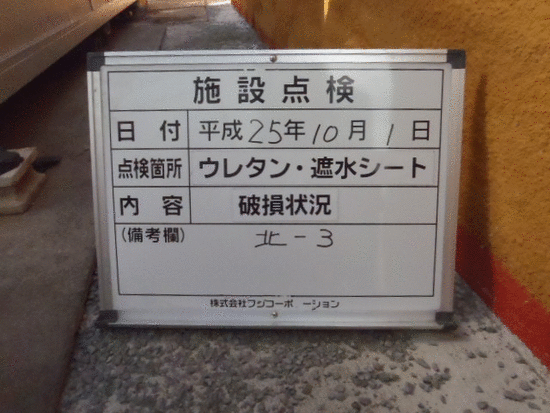 施設点検
日付 平成25年10月1日
点検箇所 ウレタン・遮水シート
内容 破損状況
(備考欄) 北-3
株式会社フジコーポーション